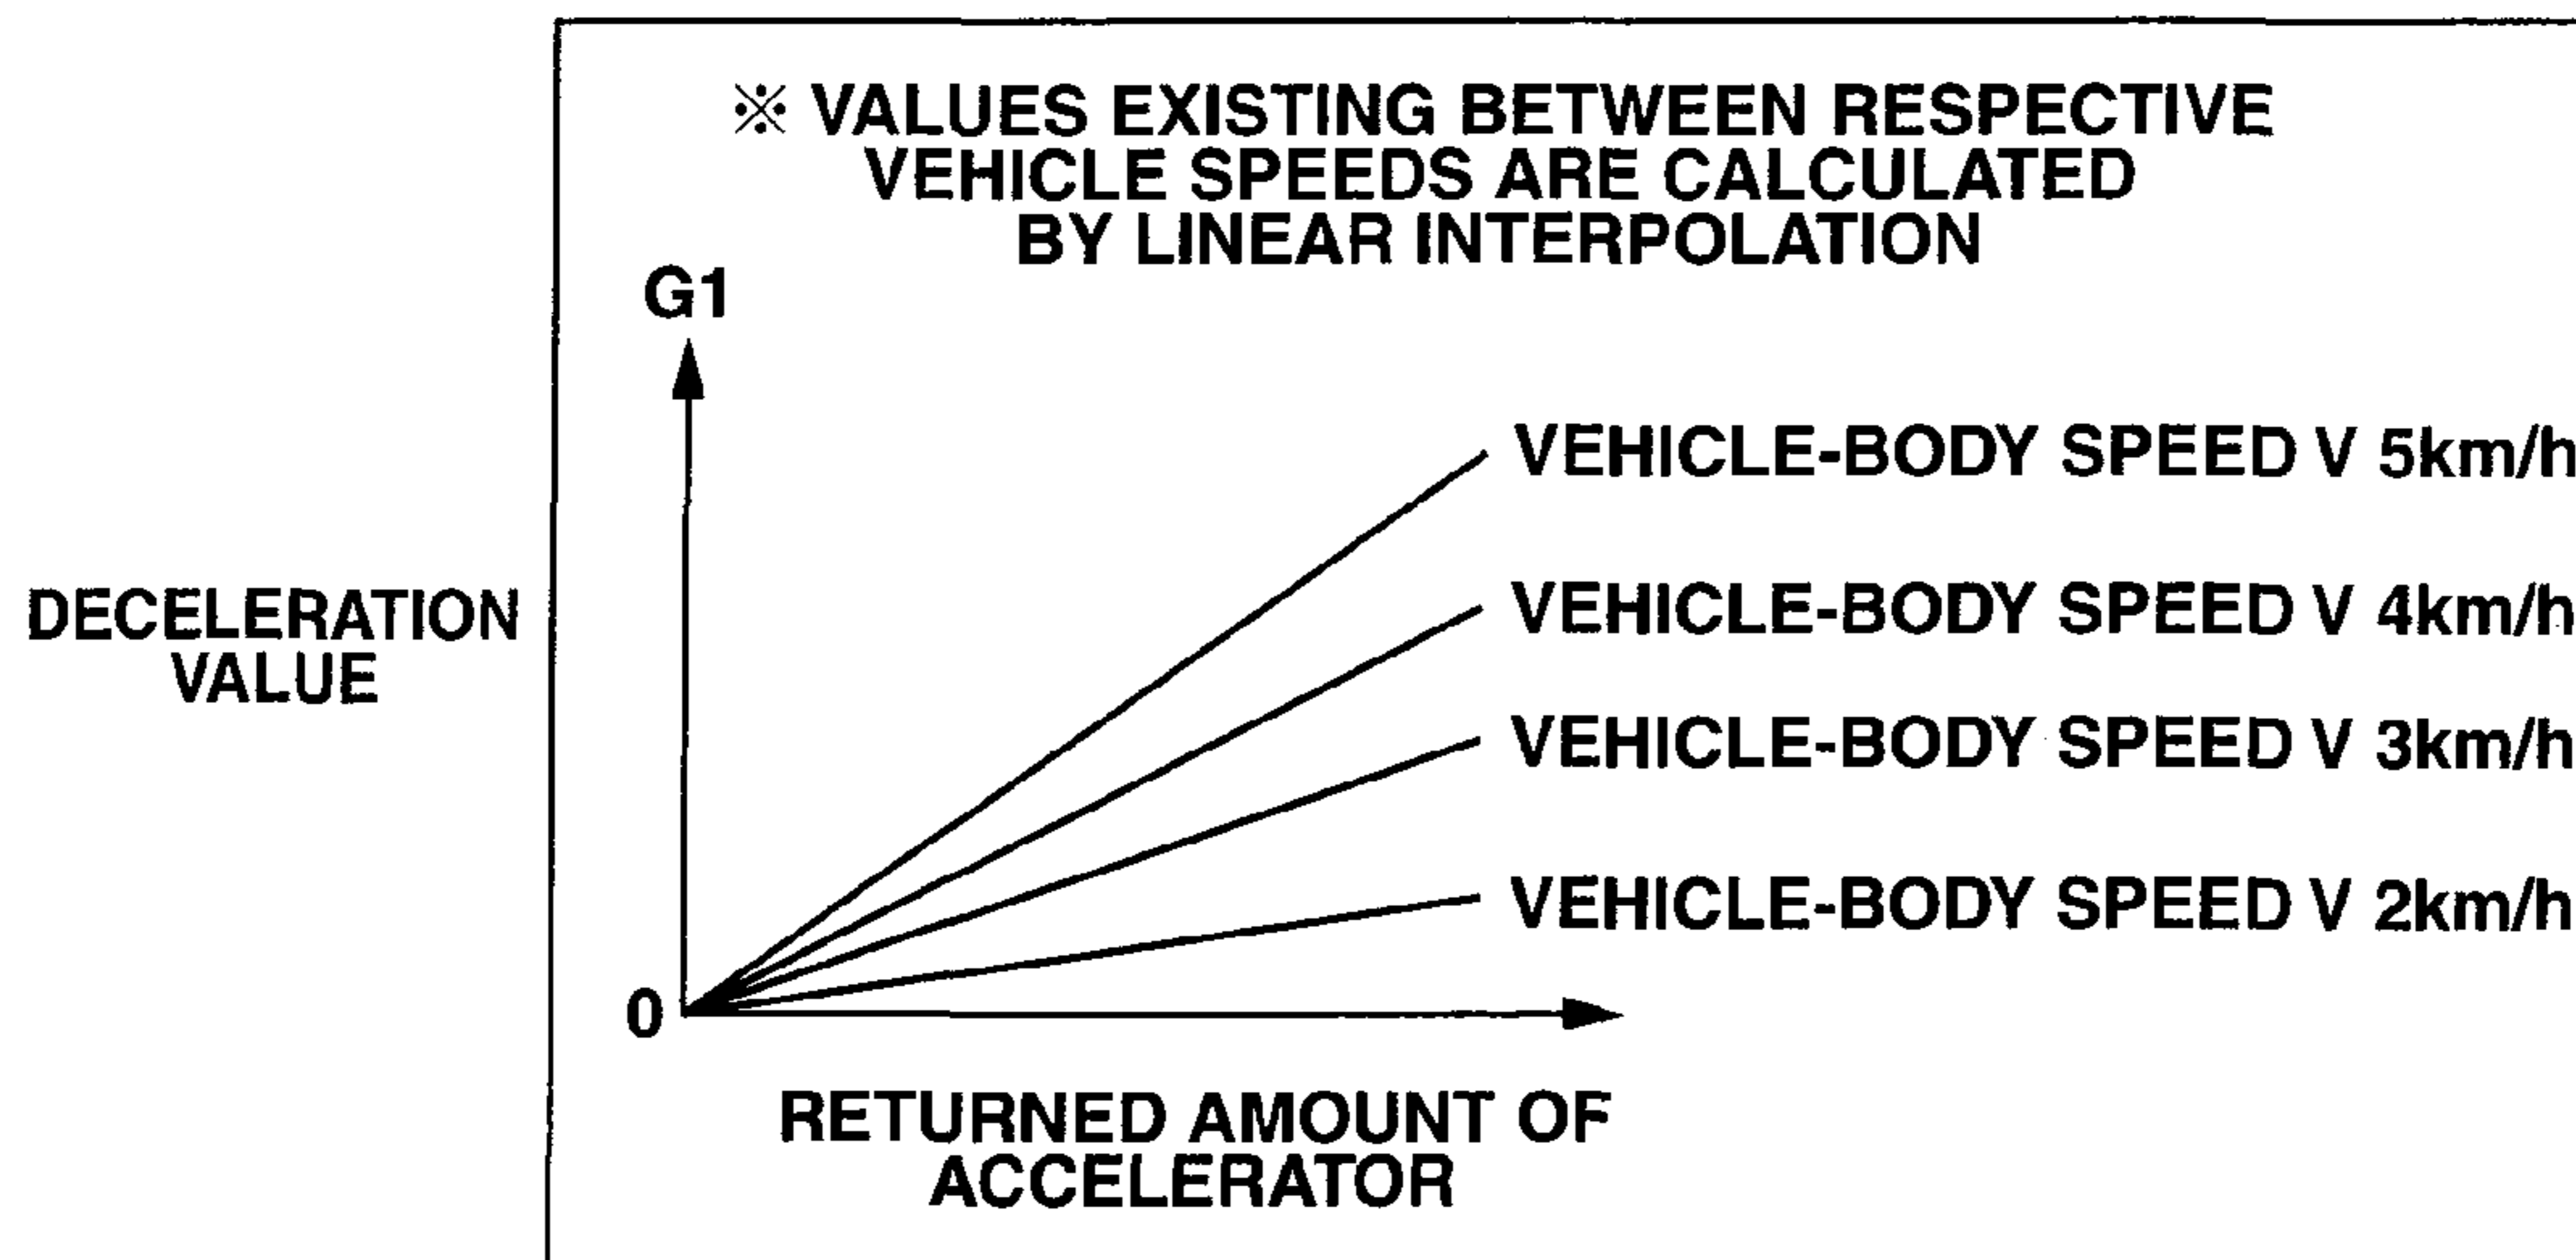 ※ VALUES EXISTING BETWEEN RESPECTIVE
VEHICLE SPEEDS ARE CALCULATED
BY LINEAR INTERPOLATION
G1
VEHICLE-BODY SPEED V 5km/h
DECELERATION
VALUE
VEHICLE-BODY SPEED V 4km/h
VEHICLE-BODY SPEED V 3km/h
VEHICLE-BODY SPEED V 2km/h
0
RETURNED AMOUNT OF
ACCELERATOR